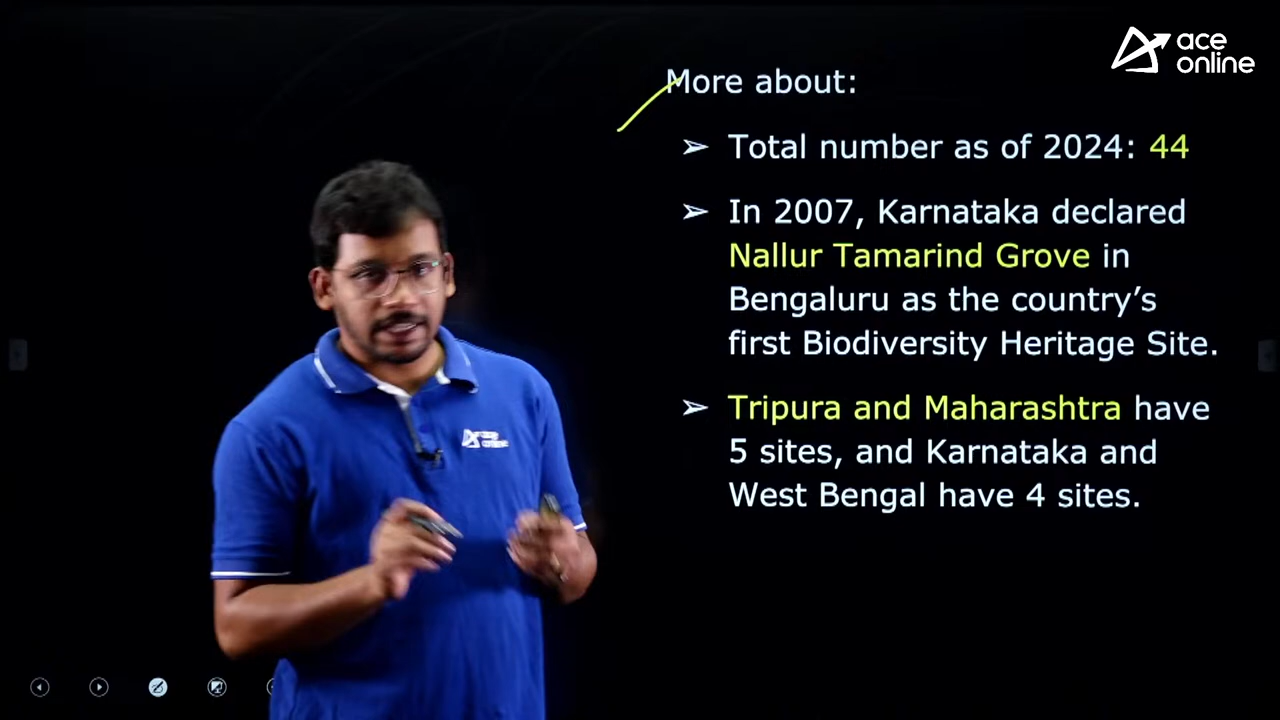 ace
online
More about:
➢ Total number as of 2024: 44
➢ In 2007, Karnataka declared
Nallur Tamarind Grove in
Bengaluru as the country’s
first Biodiversity Heritage Site.
➢ Tripura and Maharashtra have
5 sites, and Karnataka and
West Bengal have 4 sites.
ace
online